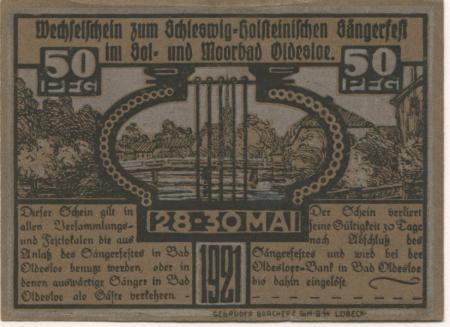 Wechselschein zum Schleswig-Holsteinischen Sängerfest
im Sol- und Moorbad Oldesloe.
50 PFG
50 PFG
28-30 MAI
1921
Dieser Schein gilt in
allen Versammlungs-
und Festlokalen die aus
Anlaß des Sängerfestes in Bad
Oldesloe benutzt werden, oder in
denen auswärtige Sänger in Bad
Oldesloe als Gäste verkehren.
Der Schein verliert
seine Gültigkeit 30 Tage
nach Abschluß des
Sängerfestes und wird bei der
Oldesloer-Bank in Bad Oldesloe
bis dahin eingelöst.
GEBRÜDER BORCHERS G.M.B.H. LÜBECK